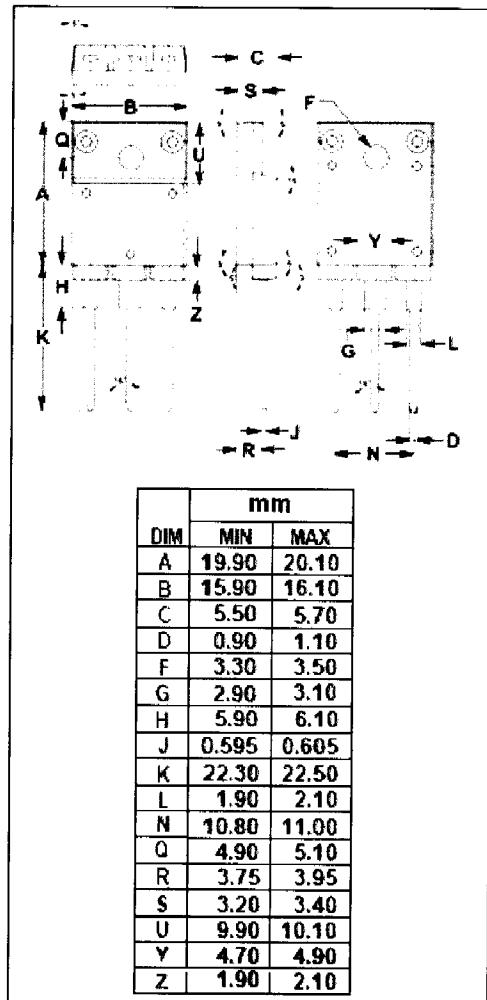 C
S
B
F
Q
U
A
Y
H
Z
K
G
L
J
R
N
D
mm
DIM MIN MAX
A 19.90 20.10
B 15.90 16.10
C 5.50 5.70
D 0.90 1.10
F 3.30 3.50
G 2.90 3.10
H 5.90 6.10
J 0.595 0.605
K 22.30 22.50
L 1.90 2.10
N 10.80 11.00
Q 4.90 5.10
R 3.75 3.95
S 3.20 3.40
U 9.90 10.10
Y 4.70 4.90
Z 1.90 2.10